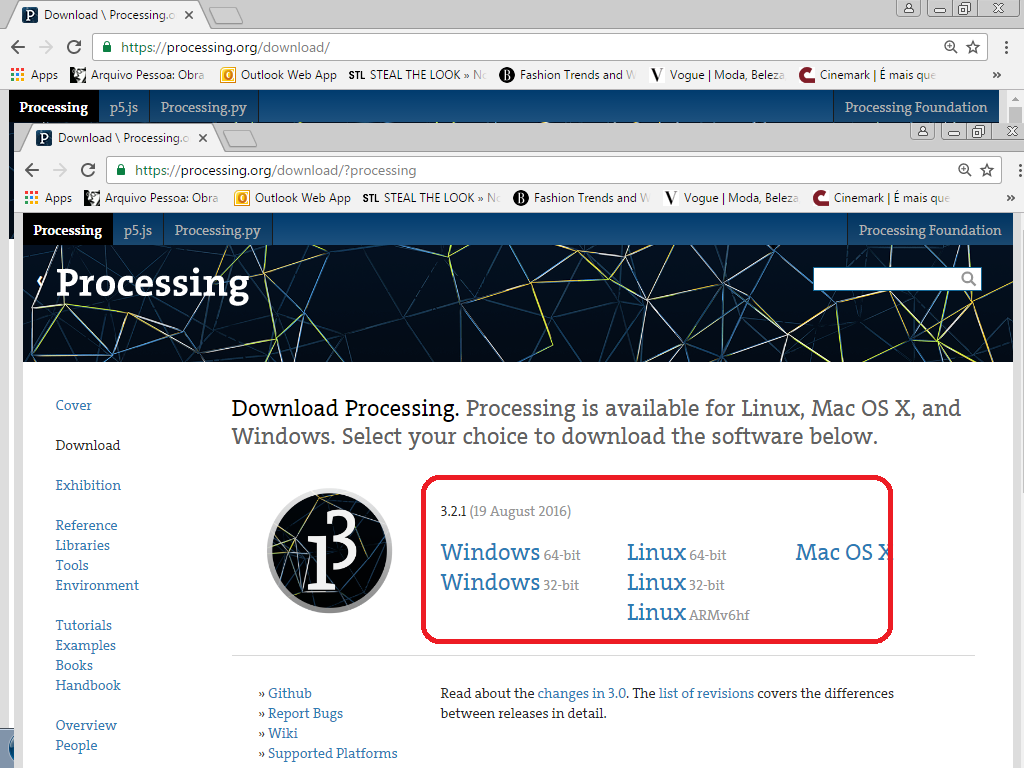 Download \ Processing.o
https://processing.org/download/
Apps Arquivo Pessoa: Obra Outlook Web App STL STEAL THE LOOK » No B Fashion Trends and V Vogue | Moda, Beleza Cinemark | É mais que »
Processing p5.js Processing.py Processing Foundation
Download \ Processing.o
https://processing.org/download/?processing
Apps Arquivo Pessoa: Obra Outlook Web App STL STEAL THE LOOK » No B Fashion Trends and V Vogue | Moda, Beleza Cinemark | É mais que »
Processing p5.js Processing.py Processing Foundation
Processing
Cover
Download
Exhibition
Reference
Libraries
Tools
Environment
Tutorials
Examples
Books
Handbook
Overview
People
Download Processing. Processing is available for Linux, Mac OS X, and
Windows. Select your choice to download the software below.
3
3.2.1 (19 August 2016)
Windows 64-bit
Windows 32-bit
Linux 64-bit
Linux 32-bit
Linux ARMv6hf
Mac OS X
» Github
» Report Bugs
» Wiki
» Supported Platforms
Read about the changes in 3.0. The list of revisions covers the differences
between releases in detail.